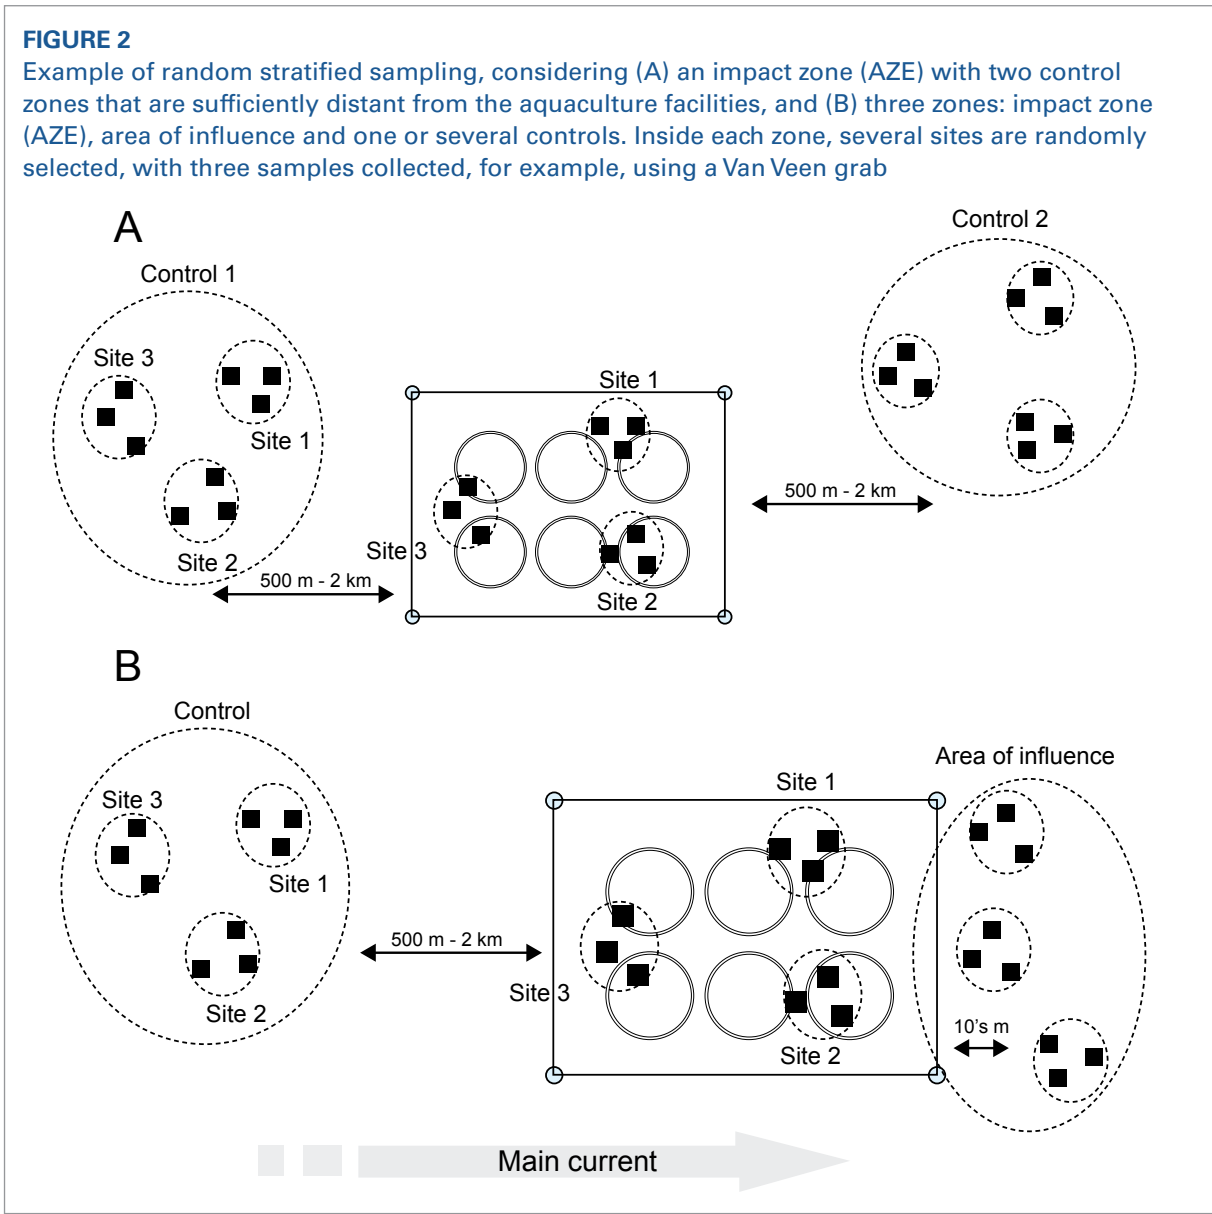 FIGURE 2
Example of random stratified sampling, considering (A) an impact zone (AZE) with two control
zones that are sufficiently distant from the aquaculture facilities, and (B) three zones: impact zone
(AZE), area of influence and one or several controls. Inside each zone, several sites are randomly
selected, with three samples collected, for example, using a Van Veen grab
A
Control 2
Control 1
Site 3
Site 1
Site 1
500 m - 2 km
Site 3
Site 2
500 m - 2 km
Site 2
B
Control
Area of influence
Site 1
Site 3
Site 1
500 m - 2 km
Site 3
Site 2
10's m
Site 2
Main current